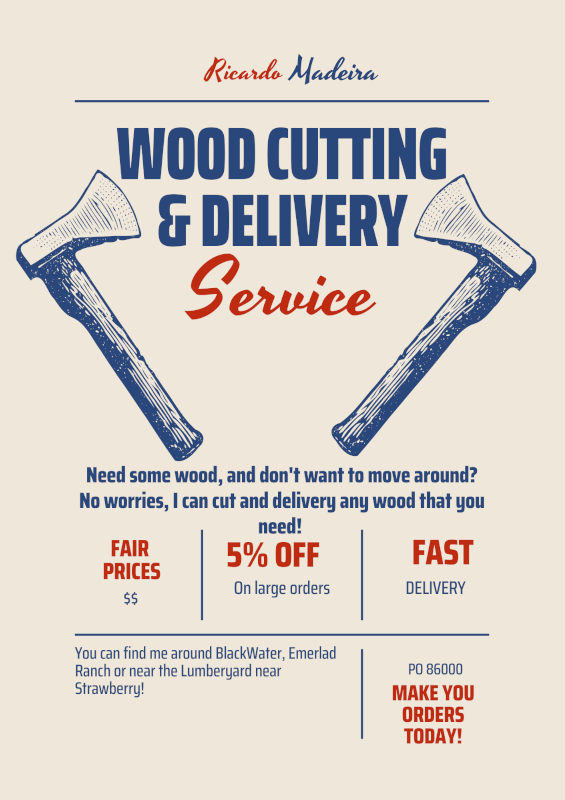 Ricardo Madeira
WOOD CUTTING
& DELIVERY
Service
Need some wood, and don't want to move around?
No worries, I can cut and delivery any wood that you
need!
FAIR
PRICES
$$
5% OFF
On large orders
FAST
DELIVERY
You can find me around BlackWater, Emerlad
Ranch or near the Lumberyard near
Strawberry!
PO 86000
MAKE YOU
ORDERS
TODAY!